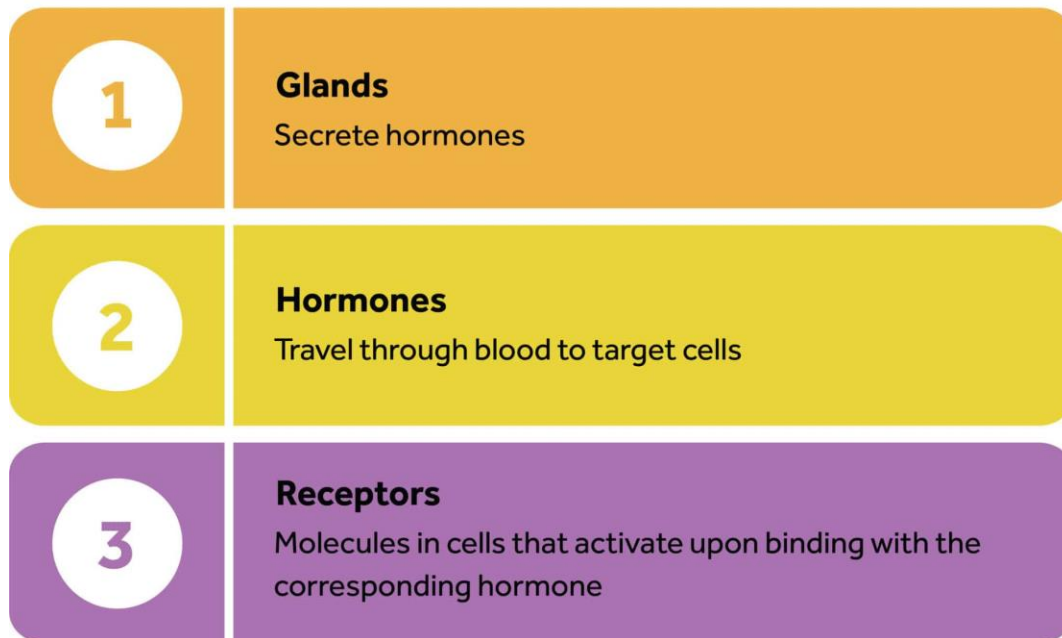 1
Glands
Secrete hormones
2
Hormones
Travel through blood to target cells
3
Receptors
Molecules in cells that activate upon binding with the
corresponding hormone